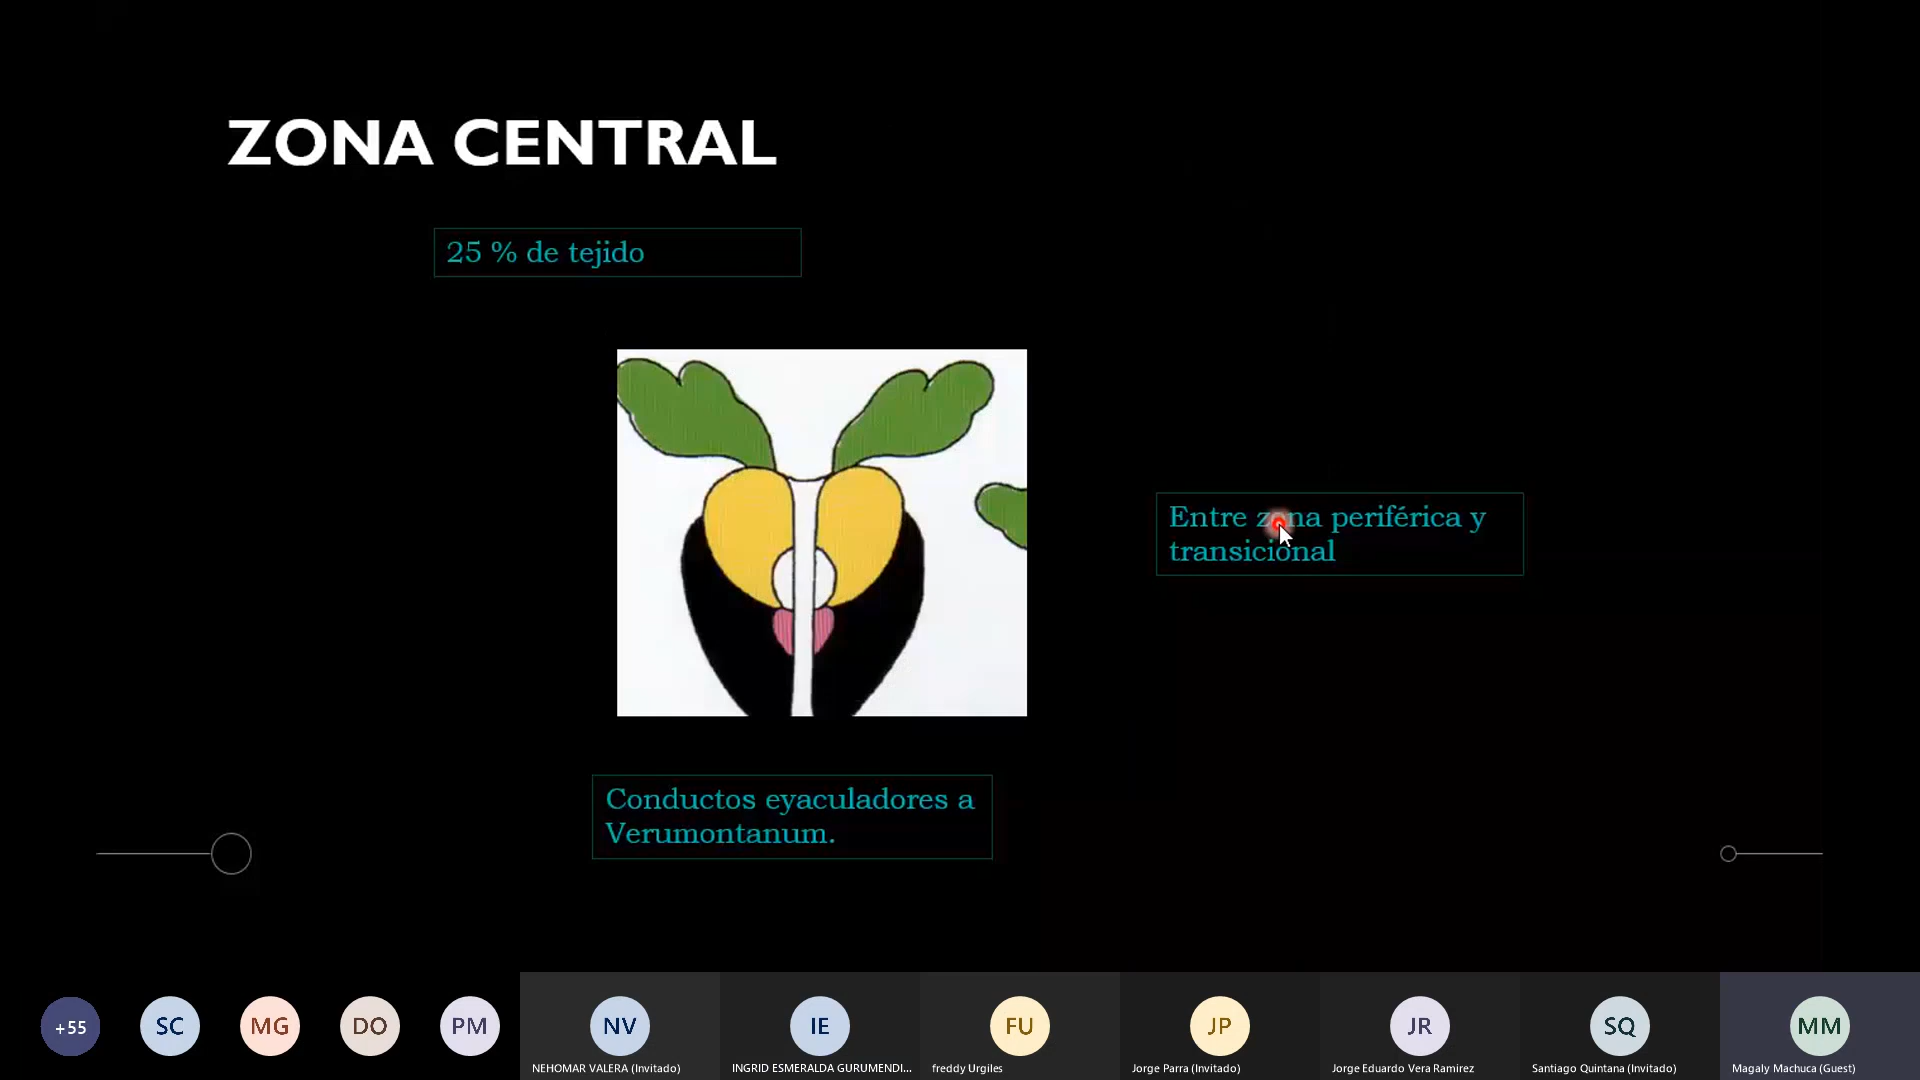 ZONA CENTRAL
25 % de tejido
Entre zona periférica y
transicional
Conductos eyaculadores a
Verumontanum.
+55
SC
MG
DO
PM
NV
IE
FU
JP
JR
SQ
MM
NEHOMAR VALERA (Invitado)
INGRID ESMERALDA GURUMENDI...
freddy Urgiles
Jorge Parra (Invitado)
Jorge Eduardo Vera Ramirez
Santiago Quintana (Invitado)
Magaly Machuca (Guest)